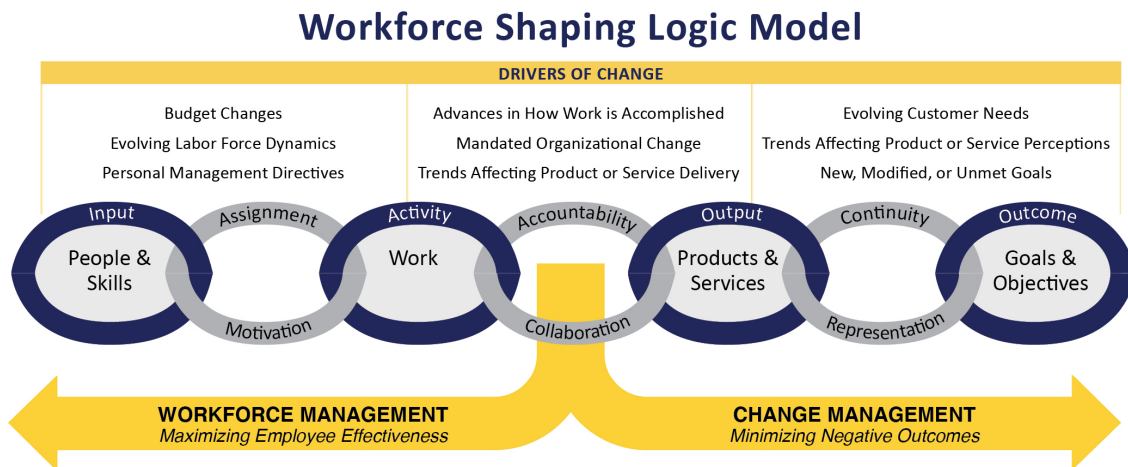 Workforce Shaping Logic Model
DRIVERS OF CHANGE
Budget Changes
Evolving Labor Force Dynamics
Personal Management Directives
Advances in How Work is Accomplished
Mandated Organizational Change
Trends Affecting Product or Service Delivery
Evolving Customer Needs
Trends Affecting Product or Service Perceptions
New, Modified, or Unmet Goals
Input
Assignment
Activity
Accountability
Output
Continuity
Outcome
People &
Skills
Work
Products &
Services
Goals &
Objectives
Motivation
Collaboration
Representation
WORKFORCE MANAGEMENT
Maximizing Employee Effectiveness
CHANGE MANAGEMENT
Minimizing Negative Outcomes